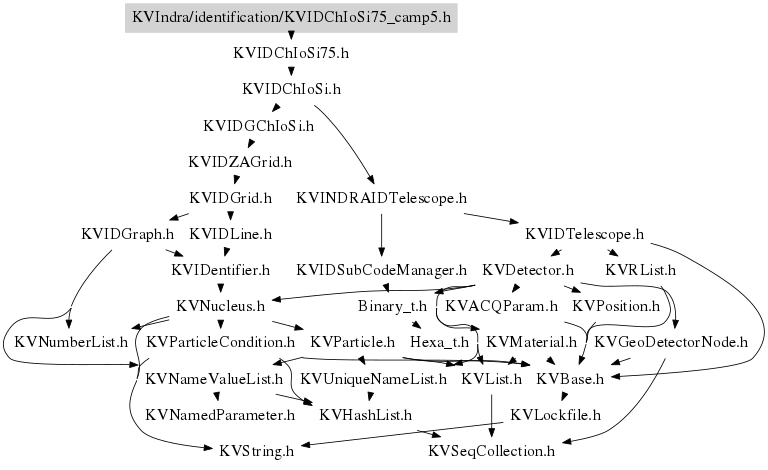 KVIndra/identification/KVIDChIoSi75_camp5.h
KVIDChIoSi75.h
KVIDChIoSi.h
KVIDGChIoSi.h
KVIDZAGrid.h
KVIDGrid.h KVINDRAIDTelescope.h
KVIDGraph.h KVIDLine.h KVIDTelescope.h
KVIDentifier.h KVIDSubCodeManager.h KVDetector.h KVRList.h
KVNucleus.h Binary_t.h KVACQParam.h KVPosition.h
KVNumberList.h KVParticleCondition.h KVParticle.h Hexa_t.h KVMaterial.h KVGeoDetectorNode.h
KVNameValueList.h KVUniqueNameList.h KVList.h KVBase.h
KVNamedParameter.h KVHashList.h KVLockfile.h
KVString.h KVSeqCollection.h